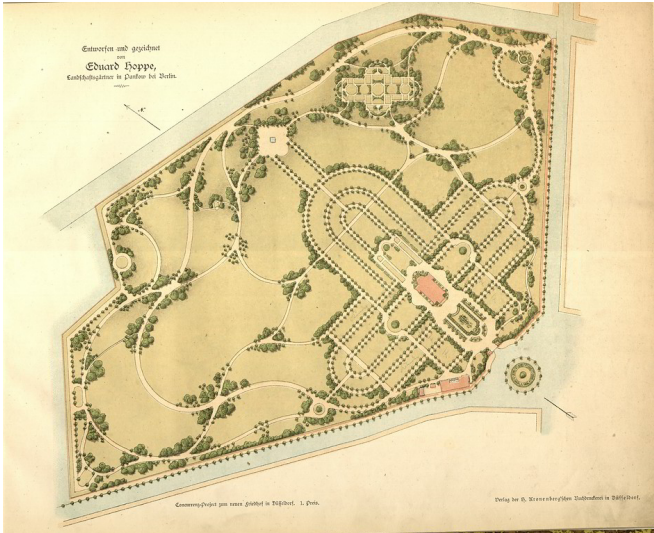 Entworfen und gezeichnet
von
Eduard Hoppe,
Landschaftsgärtner in Pankow bei Berlin.
N.
Concurrenz-Project zum neuen Friedhof in Düsseldorf. 1. Preis.
Verlag der H. Kronenberg'schen Buchdruckerei in Düsseldorf.